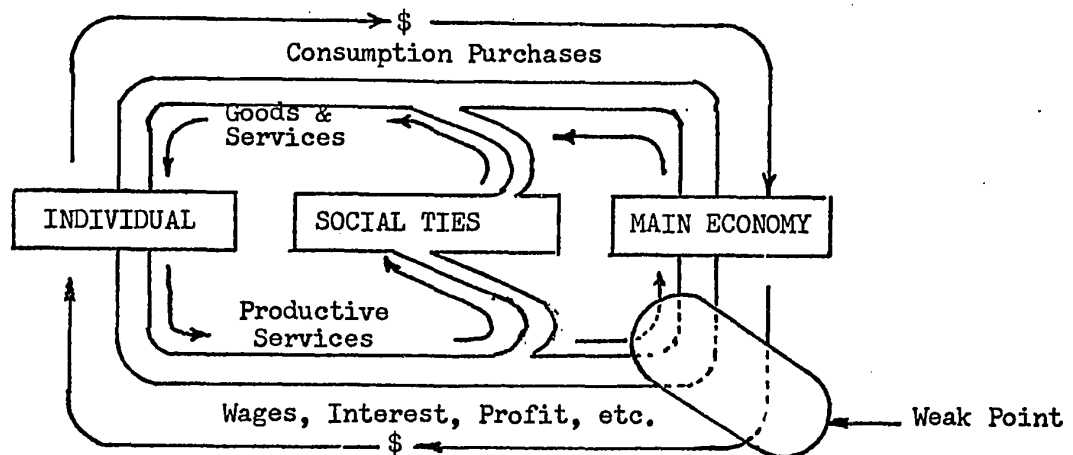 $
Consumption Purchases
Goods &
Services
INDIVIDUAL
SOCIAL TIES
MAIN ECONOMY
Productive
Services
Wages, Interest, Profit, etc.
Weak Point
$